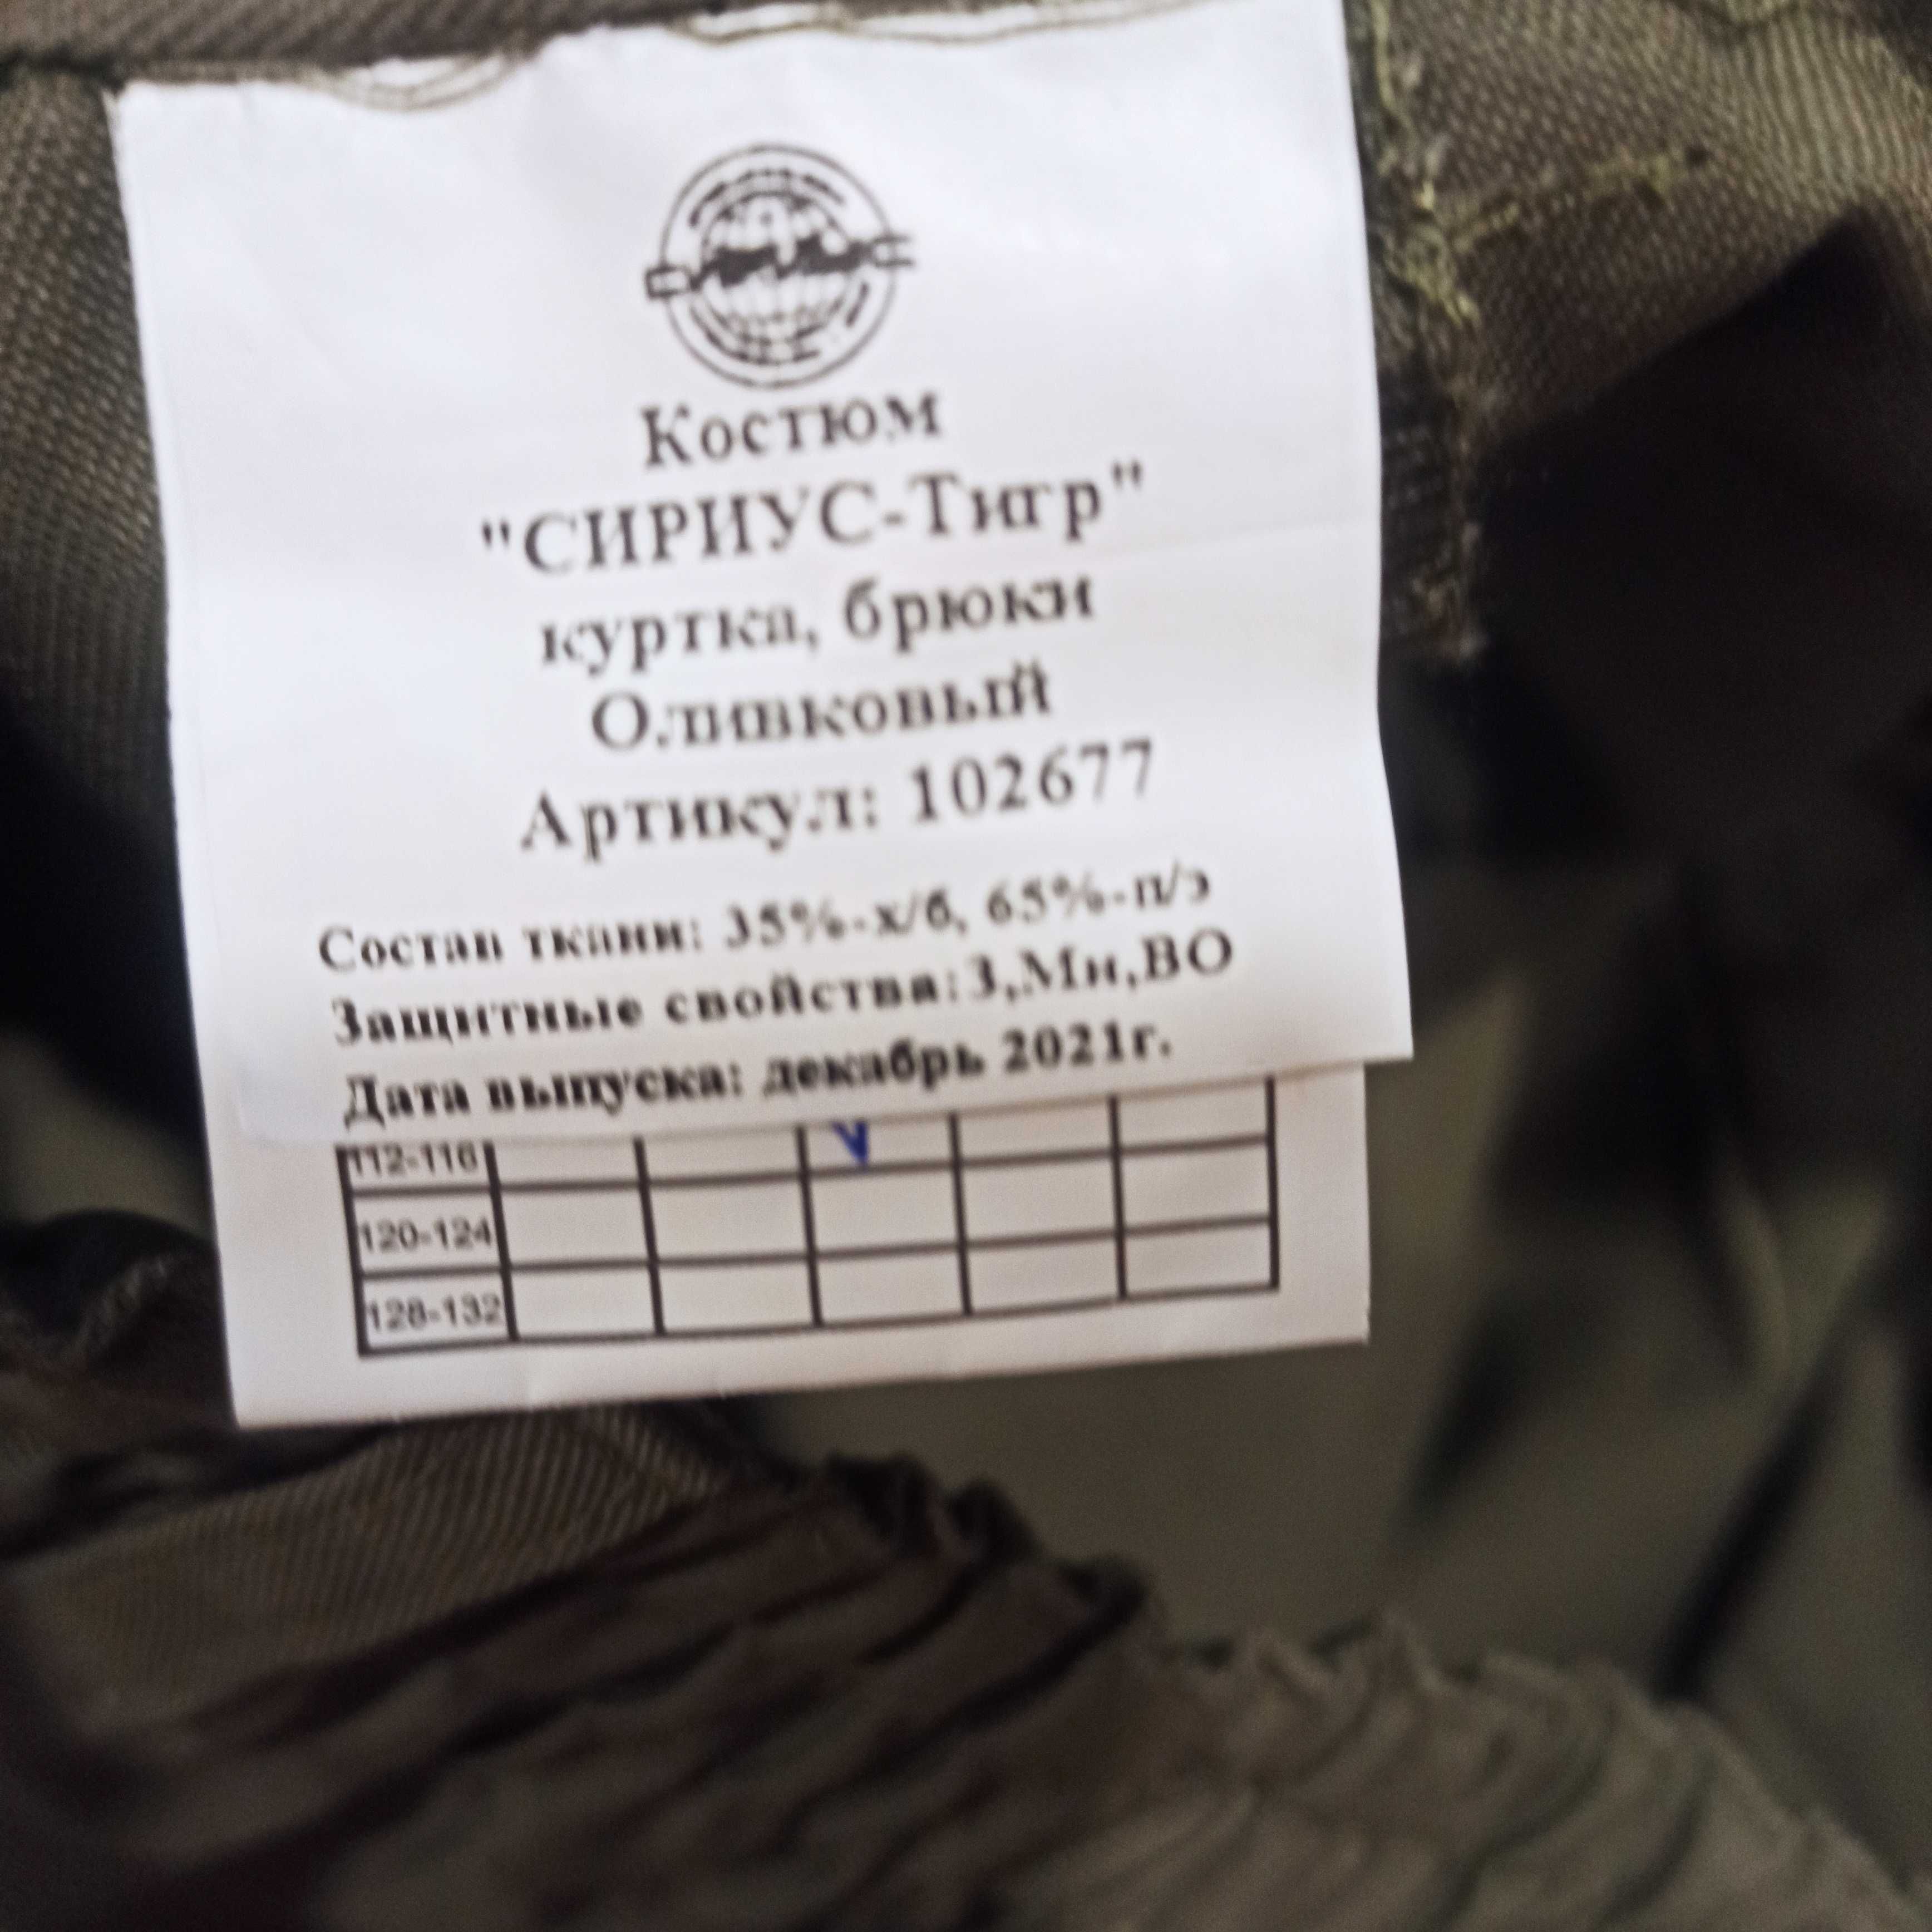 Костюм
"СИРИУС-Тигр"
куртка, брюки
Оливковый
Артикул: 102677
Состав ткани: 35%-х/б, 65%-п/э
Защитные свойства:З,Ми,ВО
Дата выпуска: декабрь 2021г.
112-116
120-124
128-132